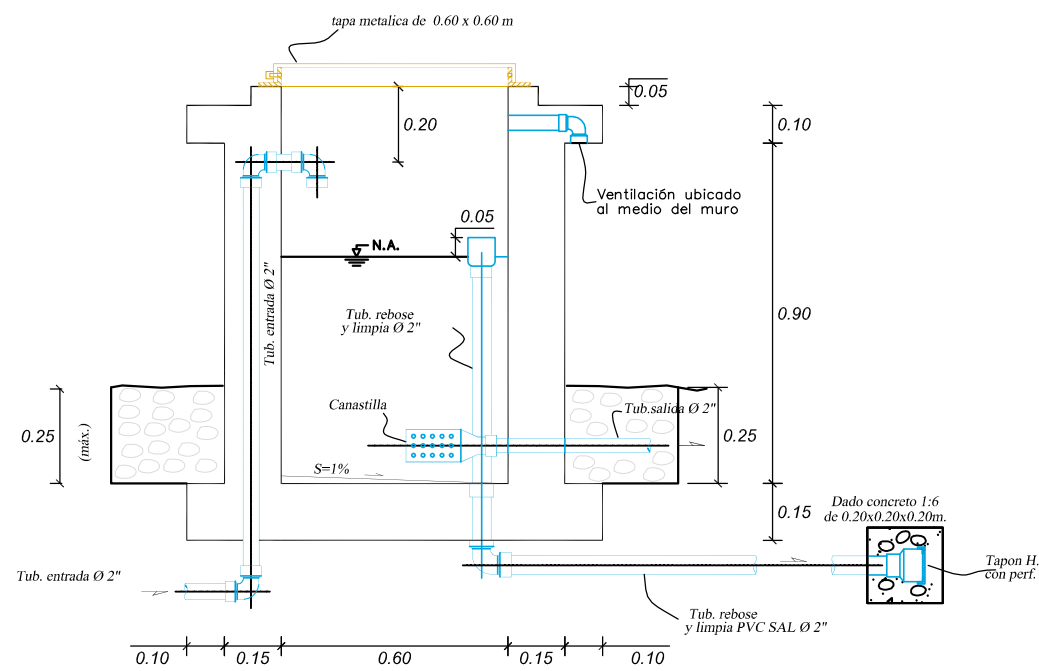 tapa metalica de 0.60 x 0.60 m
0.05
0.20
0.10
Ventilación ubicado
al medio del muro
0.05
N.A.
Tub. entrada Ø 2"
Tub. rebose
y limpia Ø 2"
0.90
Canastilla
Tub.salida Ø 2"
0.25
(máx.)
0.25
S=1%
0.15
Dado concreto 1:6
de 0.20x0.20x0.20m.
Tub. entrada Ø 2"
Tapon H.
con perf.
Tub. rebose
y limpia PVC SAL Ø 2"
0.10
0.15
0.60
0.15
0.10